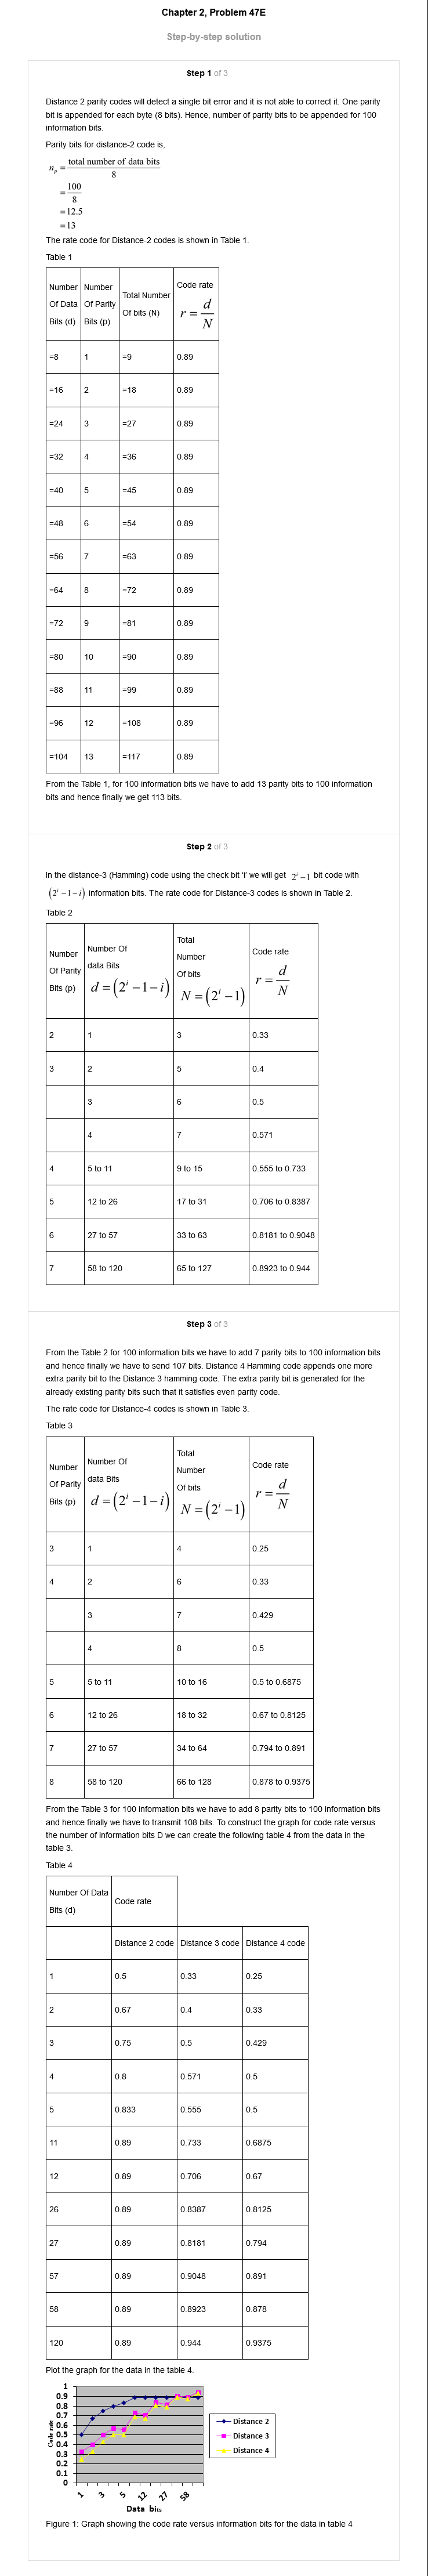 Chapter 2, Problem 47E
Step-by-step solution
Step 1 of 3
Distance 2 parity codes will detect a single bit error and it is not able to correct it. One parity
bit is appended for each byte (8 bits). Hence, number of parity bits to be appended for 100
information bits.
Parity bits for distance-2 code is,
n_p = total number of data bits / 8
= 100 / 8
=12.5
=13
The rate code for Distance-2 codes is shown in Table 1.
Table 1
Number Of Data Bits (d) | Number Of Parity Bits (p) | Total Number Of bits (N) | Code rate r = d/N
=8 1 =9 0.89
=16 2 =18 0.89
=24 3 =27 0.89
=32 4 =36 0.89
=40 5 =45 0.89
=48 6 =54 0.89
=56 7 =63 0.89
=64 8 =72 0.89
=72 9 =81 0.89
=80 10 =90 0.89
=88 11 =99 0.89
=96 12 =108 0.89
=104 13 =117 0.89
From the Table 1, for 100 information bits we have to add 13 parity bits to 100 information
bits and hence finally we get 113 bits.
Step 2 of 3
In the distance-3 (Hamming) code using the check bit 'i' we will get 2^i −1 bit code with
(2^i −1−i) information bits. The rate code for Distance-3 codes is shown in Table 2.
Table 2
Number Of Parity Bits (p) | Number Of data Bits d=(2^i −1−i) | Total Number Of bits N=(2^i −1) | Code rate r = d/N
2 1 3 0.33
3 2 5 0.4
3 6 0.5
4 7 0.571
4 5 to 11 9 to 15 0.555 to 0.733
5 12 to 26 17 to 31 0.706 to 0.8387
6 27 to 57 33 to 63 0.8181 to 0.9048
7 58 to 120 65 to 127 0.8923 to 0.944
Step 3 of 3
From the Table 2 for 100 information bits we have to add 7 parity bits to 100 information bits
and hence finally we have to send 107 bits. Distance 4 Hamming code appends one more
extra parity bit to the Distance 3 hamming code. The extra parity bit is generated for the
already existing parity bits such that it satisfies even parity code.
The rate code for Distance-4 codes is shown in Table 3.
Table 3
Number Of Parity Bits (p) | Number Of data Bits d=(2^i −1−i) | Total Number Of bits N=(2^i −1) | Code rate r = d/N
3 1 4 0.25
4 2 6 0.33
3 7 0.429
4 8 0.5
5 5 to 11 10 to 16 0.5 to 0.6875
6 12 to 26 18 to 32 0.67 to 0.8125
7 27 to 57 34 to 64 0.794 to 0.891
8 58 to 120 66 to 128 0.878 to 0.9375
From the Table 3 for 100 information bits we have to add 8 parity bits to 100 information bits
and hence finally we have to transmit 108 bits. To construct the graph for code rate versus
the number of information bits D we can create the following table 4 from the data in the
table 3.
Table 4
Number Of Data Bits (d) | Code rate
Distance 2 code Distance 3 code Distance 4 code
1 0.5 0.33 0.25
2 0.67 0.4 0.33
3 0.75 0.5 0.429
4 0.8 0.571 0.5
5 0.833 0.555 0.5
11 0.89 0.733 0.6875
12 0.89 0.706 0.67
26 0.89 0.8387 0.8125
27 0.89 0.8181 0.794
57 0.89 0.9048 0.891
58 0.89 0.8923 0.878
120 0.89 0.944 0.9375
Plot the graph for the data in the table 4.
1
0.9
0.8
0.7
0.6
0.5
0.4
0.3
0.2
0.1
0
Code rate
1 3 5 12 27 58
Data bits
Distance 2
Distance 3
Distance 4
Figure 1: Graph showing the code rate versus information bits for the data in table 4